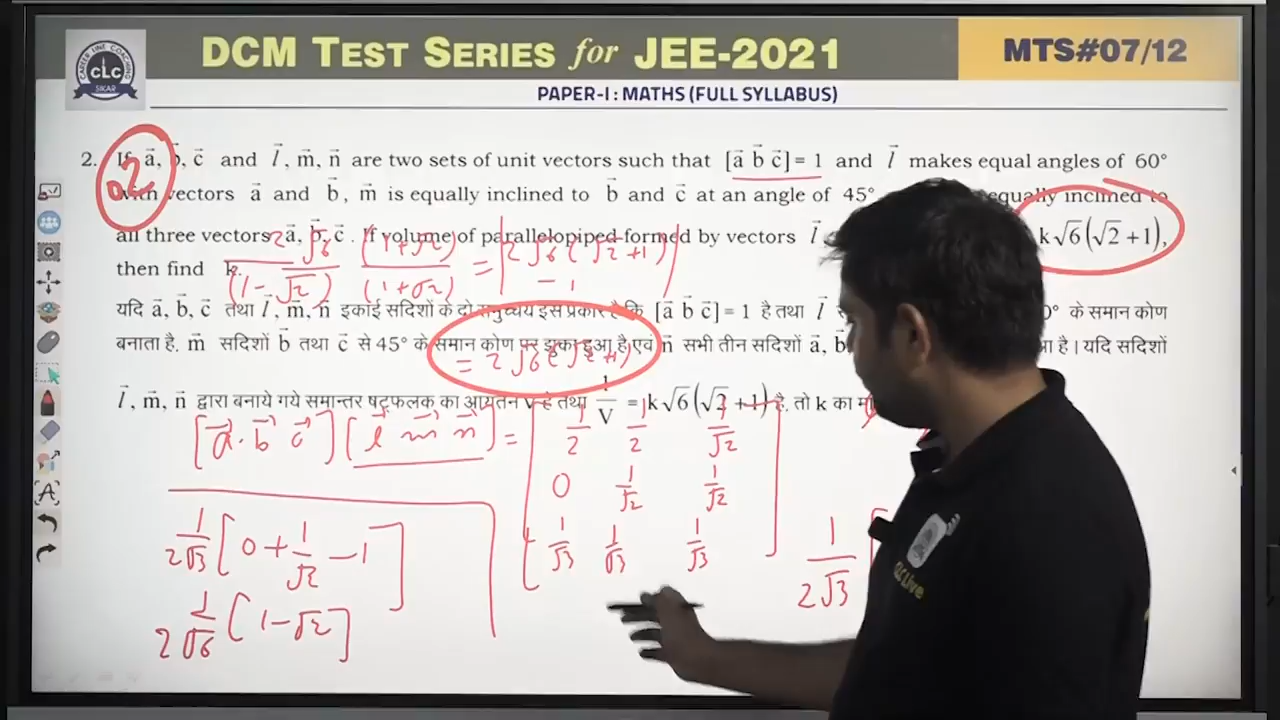 CAREER LINE COACHING
CLC
SIKAR
DCM TEST SERIES for JEE-2021
MTS#07/12
PAPER-I : MATHS (FULL SYLLABUS)
2. If a⃗, b⃗, c⃗ and l⃗, m⃗, n⃗ are two sets of unit vectors such that [a⃗ b⃗ c⃗] = 1 and l⃗ makes equal angles of 60°
02
with vectors a⃗ and b⃗, m⃗ is equally inclined to b⃗ and c⃗ at an angle of 45° equally inclined to
all three vectors a⃗, b⃗, c⃗. If volume of parallelopiped formed by vectors l⃗, k√6(√2+1),
then find k.
2√6/(1-√2) (1+√2)/(1+√2) = |2√6(√2+1)/-1|
= 2√6(√2+1)
यदि a⃗, b⃗, c⃗ तथा l⃗, m⃗, n⃗ इकाई सदिशों के दो समुच्चय इस प्रकार है कि [a⃗ b⃗ c⃗] = 1 है तथा l⃗ 0° के समान कोण
बनाता है. m⃗ सदिशों b⃗ तथा c⃗ से 45° के समान कोण पर झुका हुआ है एवं n⃗ सभी तीन सदिशों a⃗, b⃗ आ है। यदि सदिशों
l⃗, m⃗, n⃗ द्वारा बनाये गये समान्तर षट्फलक का आयतन V है तथा 1/V = k√6(√2+1) है. तो k का
[a⃗ b⃗ c⃗][l⃗ m⃗ n⃗] =
1/2 1/2 1/√2
0 1/√2 1/√2
1/√3 1/√3 1/√3
1/2√3 [0 + 1/√2 - 1]
1/2√6 [1-√2]
1/2√3 [
CLC Live